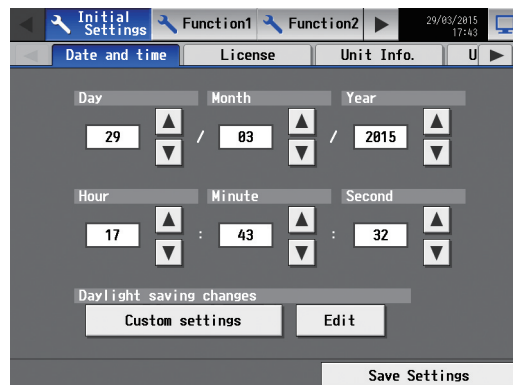 Initial Settings Function1 Function2 29/03/2015 17:43
Date and time License Unit Info. U
Day Month Year
29 / 03 / 2015
Hour Minute Second
17 : 43 : 32
Daylight saving changes
Custom settings Edit
Save Settings